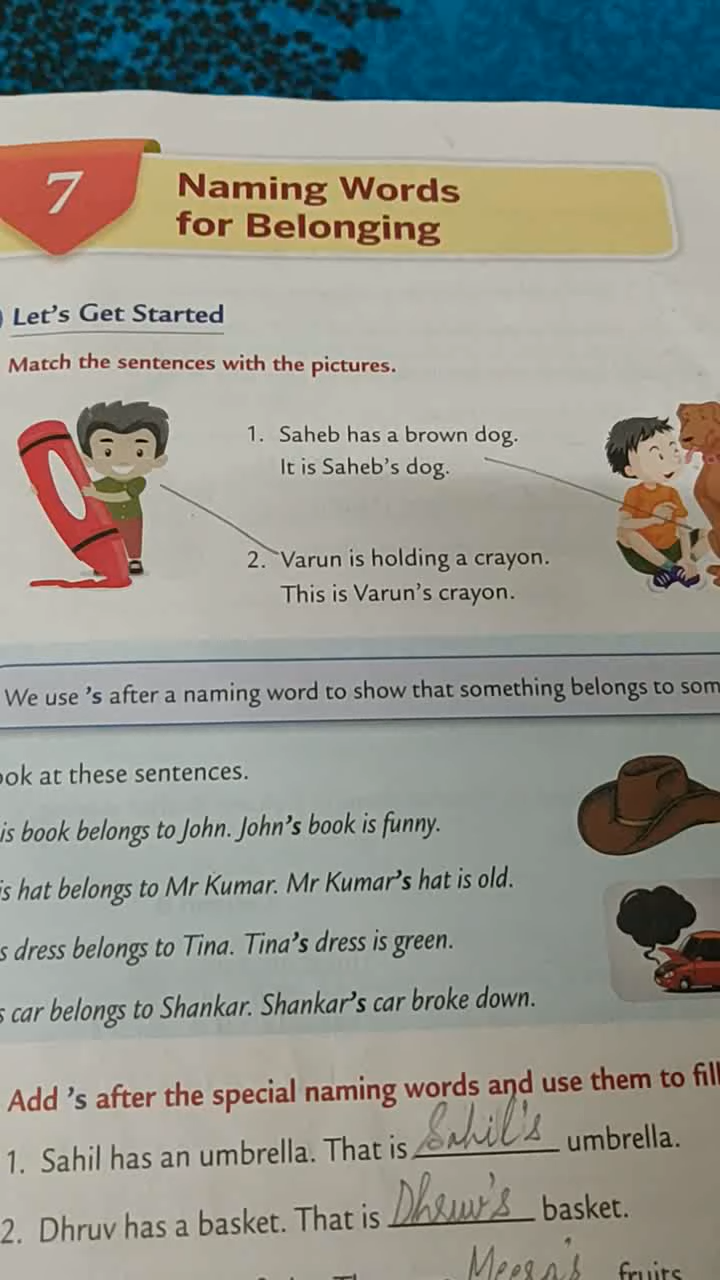 7
Naming Words
for Belonging
Let's Get Started
Match the sentences with the pictures.
1. Saheb has a brown dog.
It is Saheb's dog.
2. Varun is holding a crayon.
This is Varun's crayon.
We use 's after a naming word to show that something belongs to som
ook at these sentences.
is book belongs to John. John's book is funny.
is hat belongs to Mr Kumar. Mr Kumar's hat is old.
s dress belongs to Tina. Tina's dress is green.
s car belongs to Shankar. Shankar's car broke down.
Add 's after the special naming words and use them to fill
1. Sahil has an umbrella. That is Sahil's umbrella.
2. Dhruv has a basket. That is Dhruv's basket.
Meera's fruits